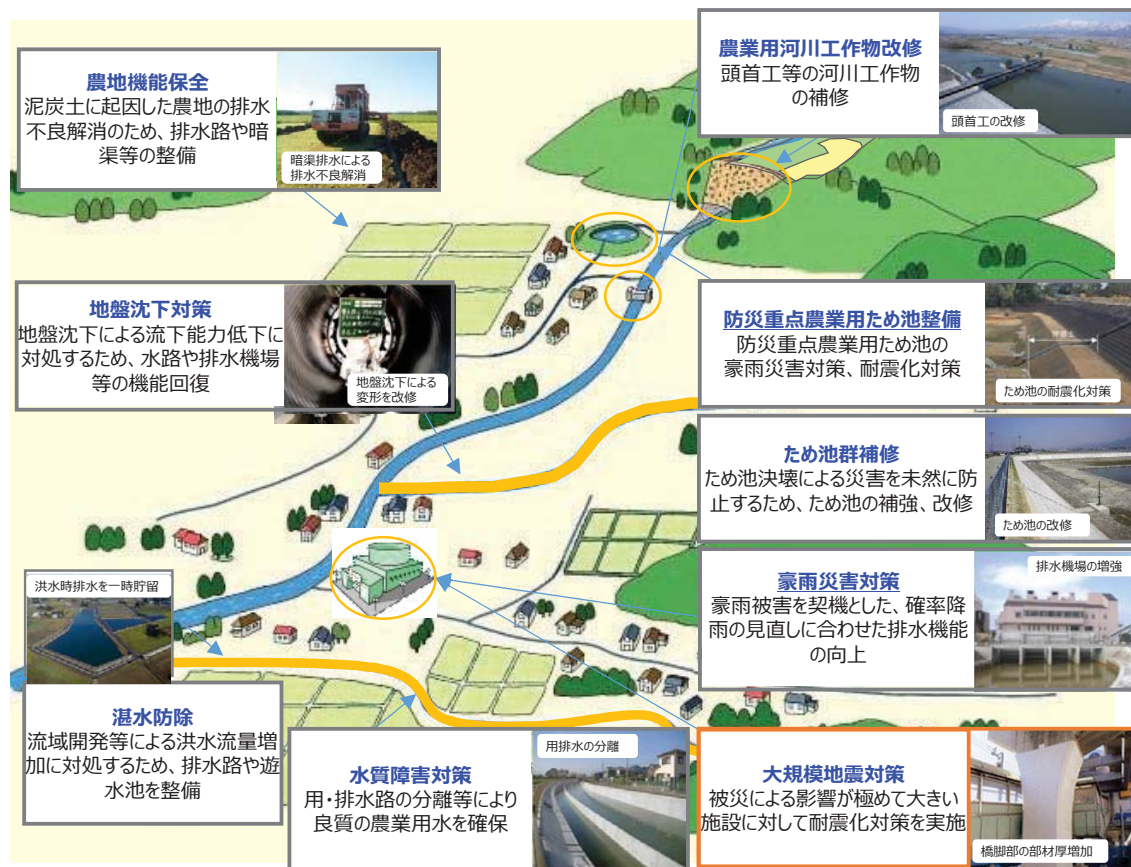 農地機能保全
泥炭土に起因した農地の排水
不良解消のため、排水路や暗
渠等の整備
暗渠排水による
排水不良解消
農業用河川工作物改修
頭首工等の河川工作物
の補修
頭首工の改修
地盤沈下対策
地盤沈下による流下能力低下に
対処するため、水路や排水機場
等の機能回復
地盤沈下による
変形を改修
防災重点農業用ため池整備
防災重点農業用ため池の
豪雨災害対策、耐震化対策
ため池の耐震化対策
ため池群補修
ため池決壊による災害を未然に防
止するため、ため池の補強、改修
ため池の改修
豪雨災害対策
豪雨被害を契機とした、確率降
雨の見直しに合わせた排水機能
の向上
排水機場の増強
洪水時排水を一時貯留
湛水防除
流域開発等による洪水流量増
加に対処するため、排水路や遊
水池を整備
水質障害対策
用・排水路の分離等により
良質の農業用水を確保
用排水の分離
大規模地震対策
被災による影響が極めて大きい
施設に対して耐震化対策を実施
橋脚部の部材厚増加